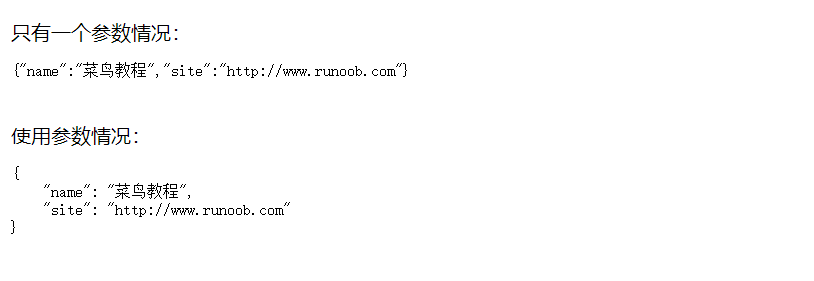 只有一个参数情况：
{"name":"菜鸟教程","site":"http://www.runoob.com"}
使用参数情况：
{
    "name": "菜鸟教程",
    "site": "http://www.runoob.com"
}